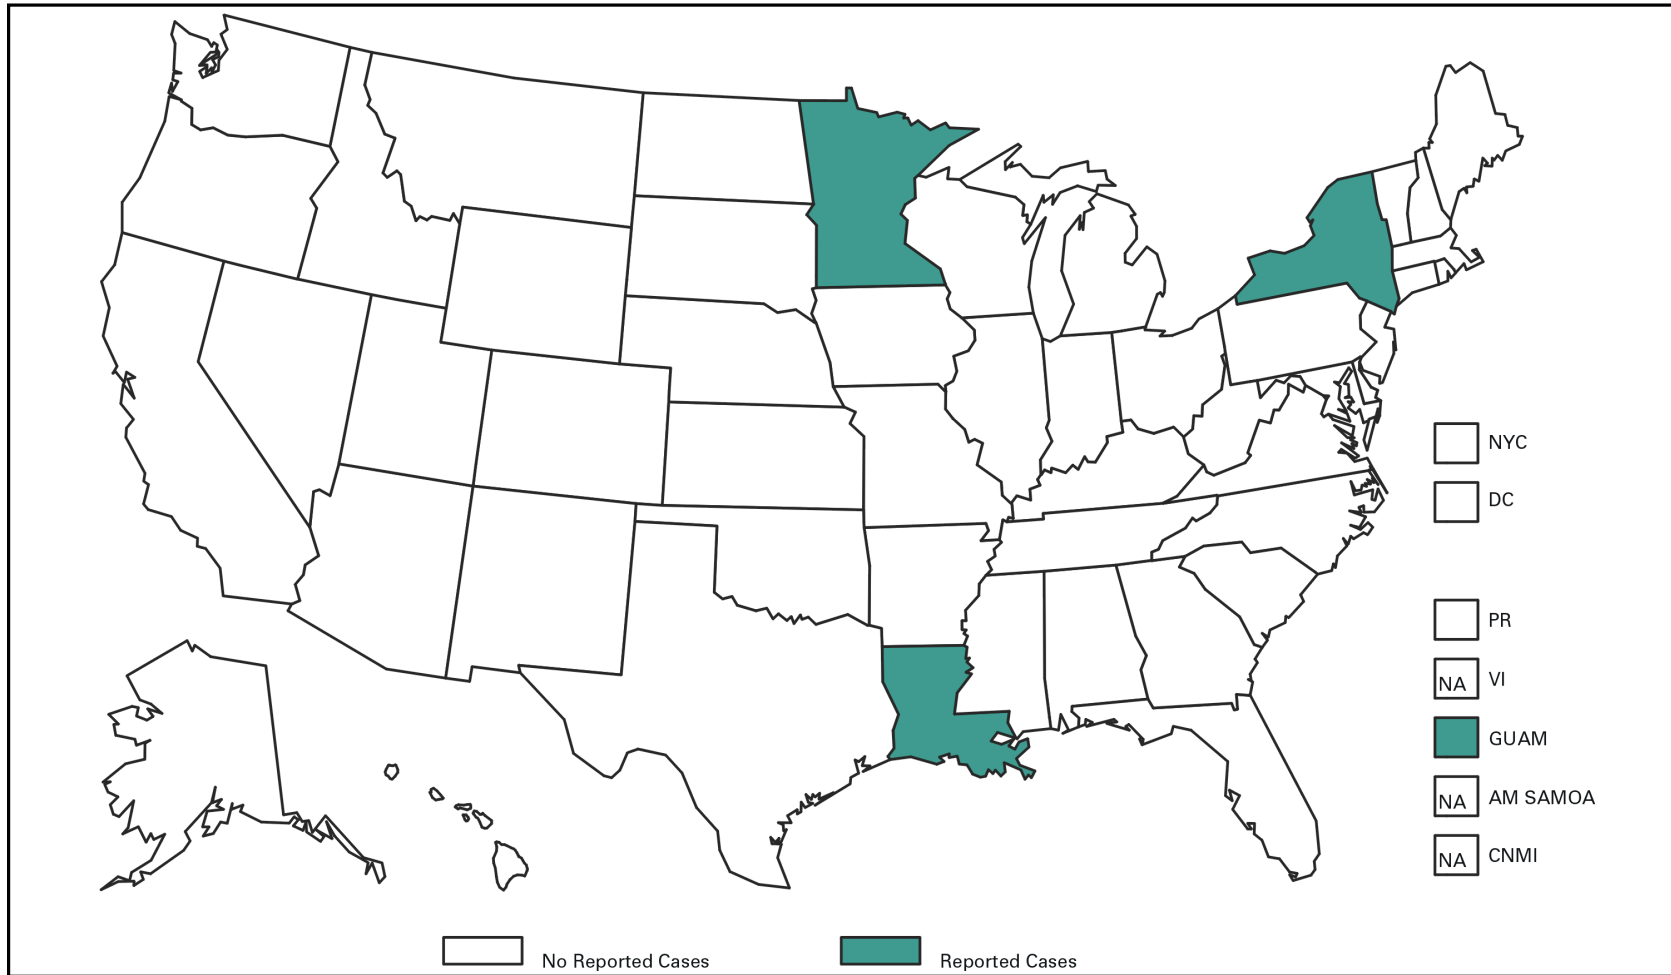 NYC
DC
PR
NA VI
GUAM
NA AM SAMOA
NA CNMI
No Reported Cases Reported Cases